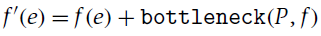 f′(e) = f(e) + bottleneck(P, f)